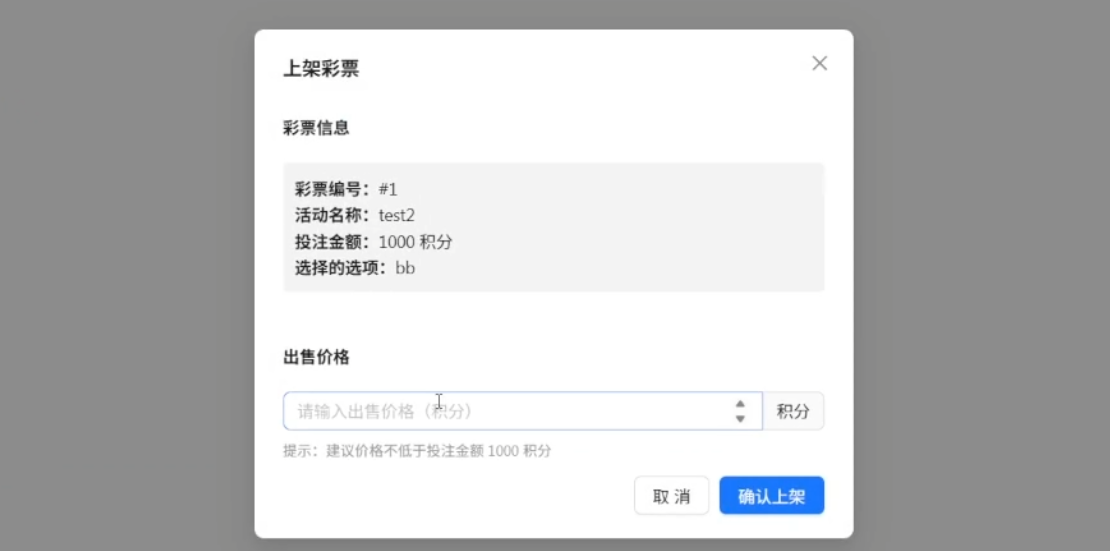 上架彩票
彩票信息
彩票编号：#1
活动名称：test2
投注金额：1000 积分
选择的选项：bb
出售价格
请输入出售价格（积分）
积分
提示：建议价格不低于投注金额 1000 积分
取 消
确认上架